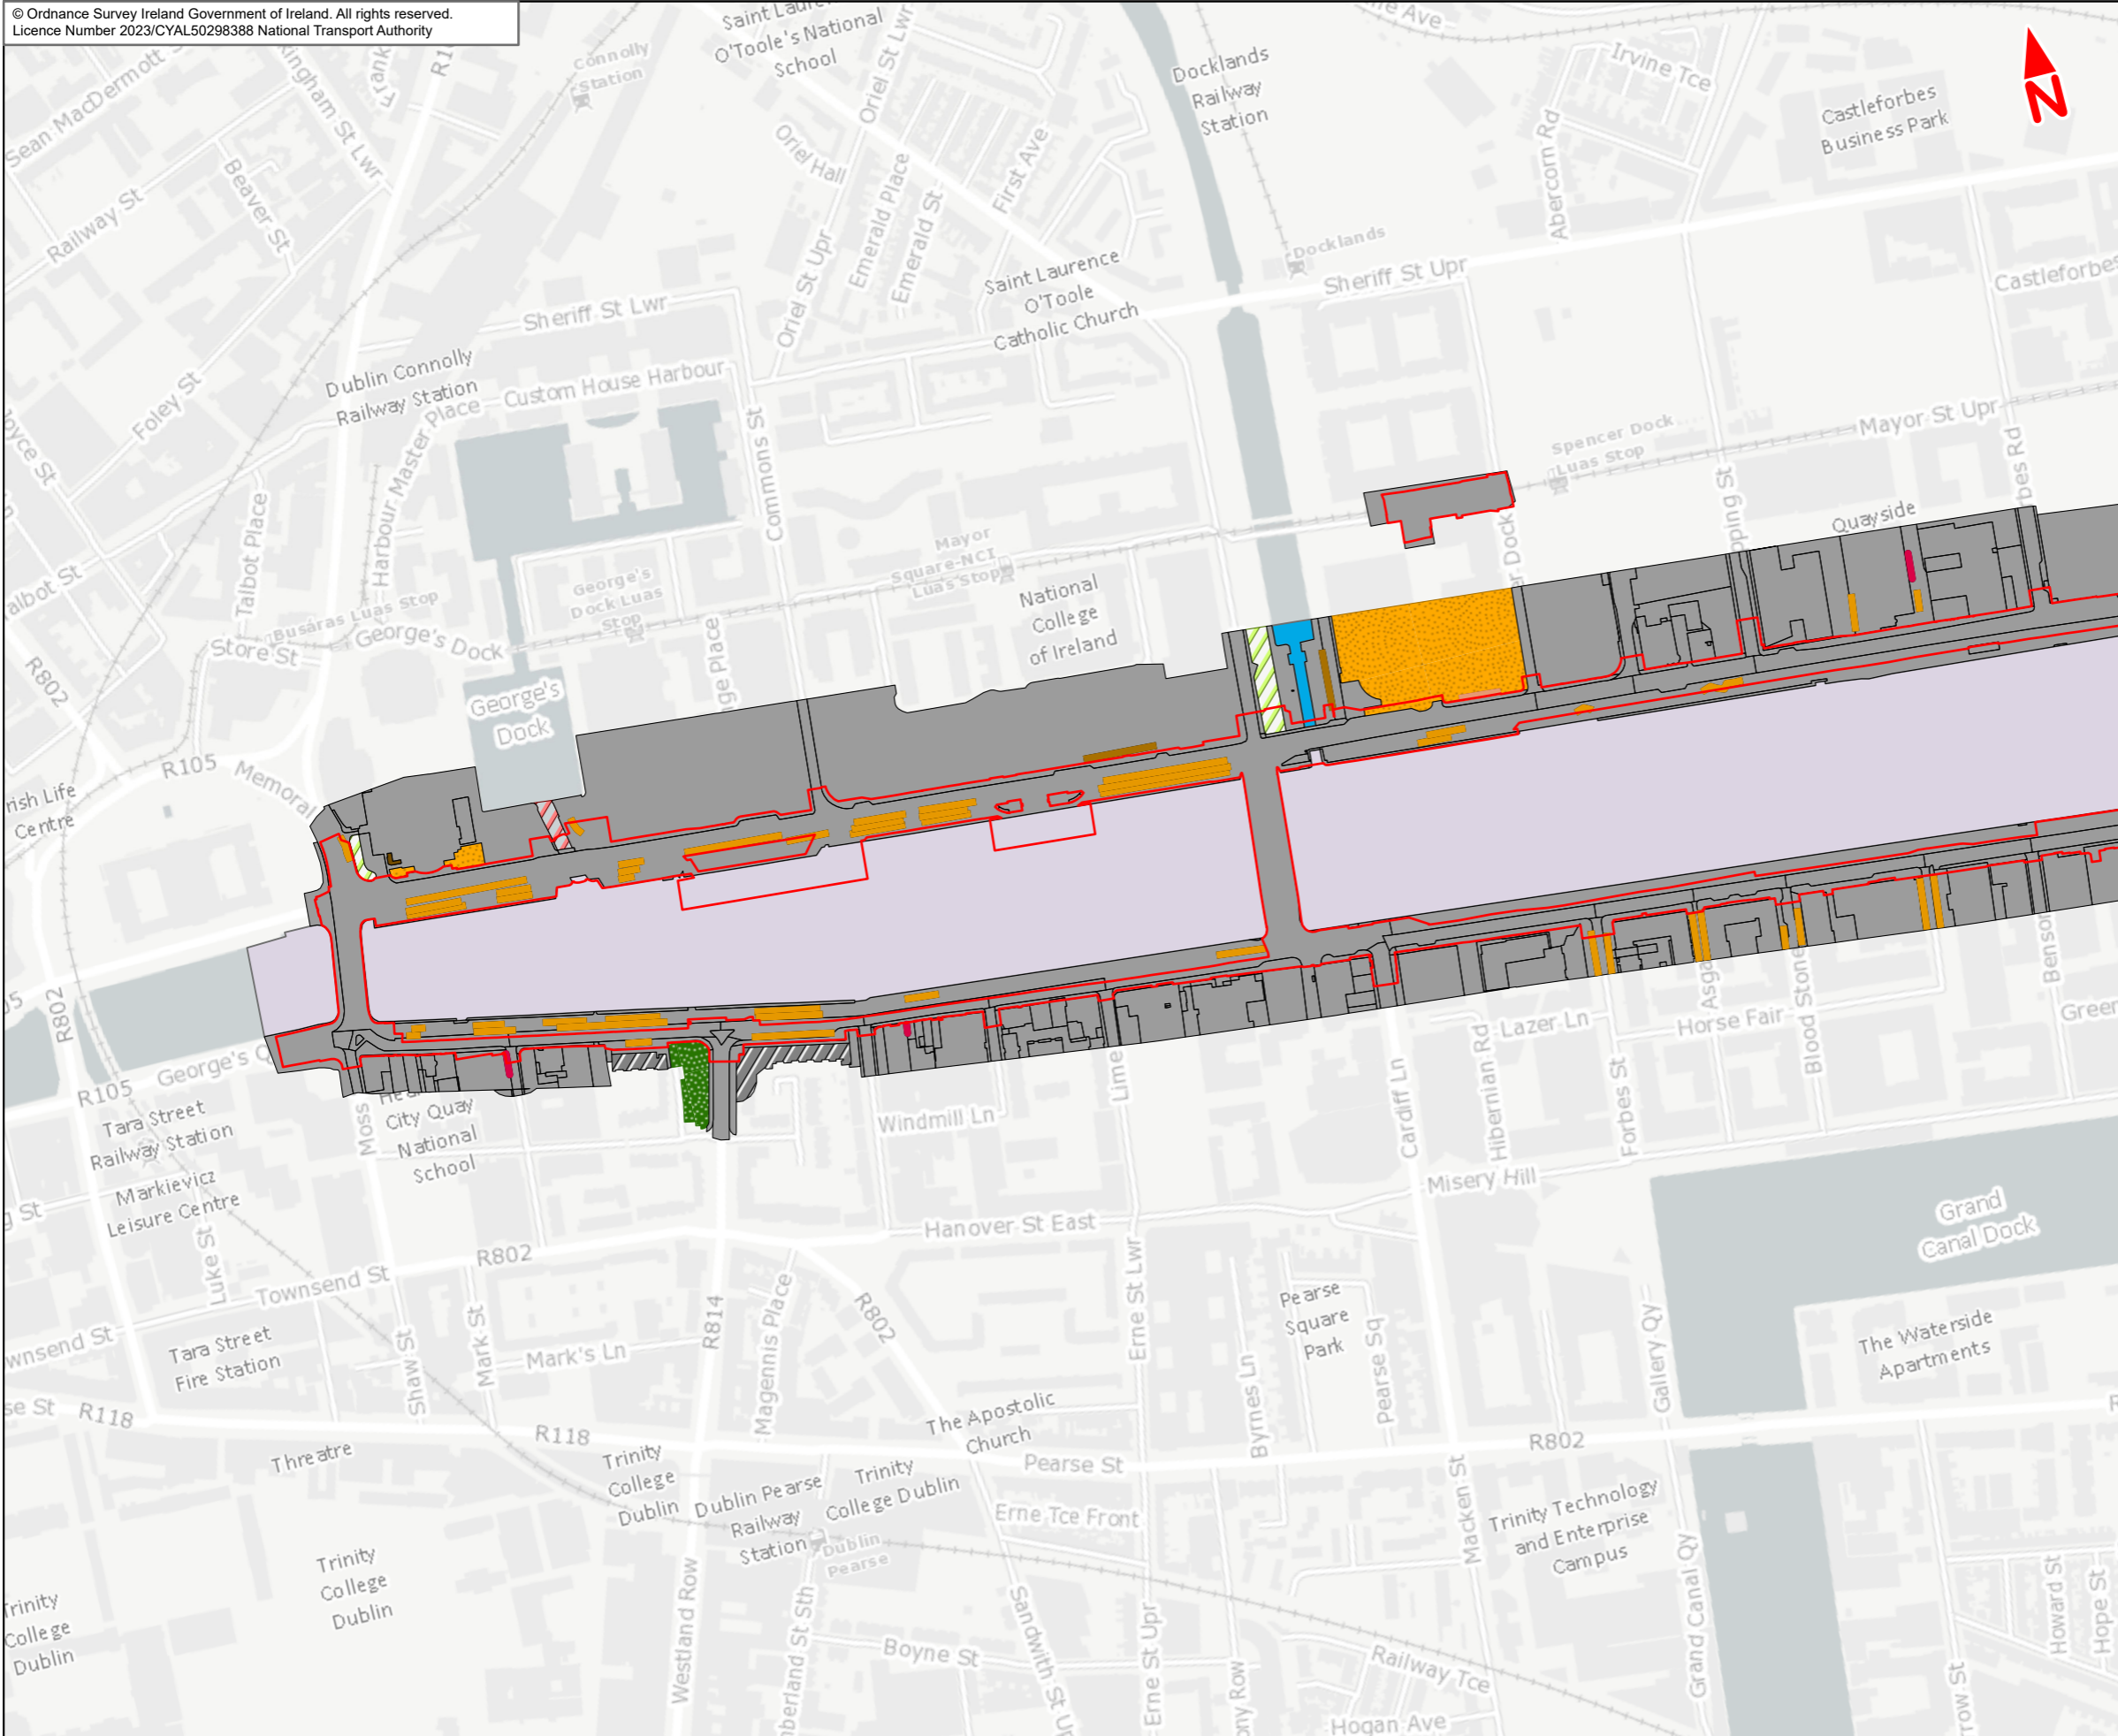 © Ordnance Survey Ireland Government of Ireland. All rights reserved.
Licence Number 2023/CYAL50298388 National Transport Authority
O'Toole's National
School
Oriel St Lwr
Connolly
Station
Docklands
Railway
Station
Irvine Tce
Castleforbes
Business Park
N
Sean MacDermott
Railway St
Beaver St
Oriel Hall
Emerald Place
Emerald St
First Ave
Oriel St Upr
Abercorn Rd
Docklands
Sheriff St Upr
Saint Laurence
O'Toole
Catholic Church
Sheriff St Lwr
Foley St
Dublin Connolly
Railway Station
Custom House Harbour
Harbour Master Place
Commons St
Talbot Place
Spencer Dock
Luas Stop
Mayor St Upr
Quayside
Mayor
Square-NCI
Luas Stop
National
College
of Ireland
George's
Dock Luas
Stop
Busáras Luas Stop
Store St
George's Dock
George's
Dock
R802
R105
Memorial
Centre
R802
R105
Tara Street
Railway Station
Markievicz
Leisure Centre
Luke St
Moss
City Quay
National
School
Windmill Ln
Lime
Cardiff Ln
Hibernian Rd
Lazer Ln
Forbes St
Horse Fair
Blood Stone
Benson
Misery Hill
Hanover St East
Grand
Canal Dock
R802
Townsend St
Tara Street
Fire Station
Shaw St
Mark St
Mark's Ln
R814
Magennis Place
R802
Erne St Lwr
Byrnes Ln
Pearse
Square
Park
Pearse Sq
Gallery Qy
The Waterside
Apartments
R118
Threatre
R118
Trinity
College
Dublin
The Apostolic
Church
Pearse St
R802
Dublin Pearse
Railway
Station
Trinity
College Dublin
Dublin
Pearse
Erne Tce Front
Macken St
Trinity Technology
and Enterprise
Campus
Trinity
College
Dublin
Trinity
College
Dublin
Westland Row
Boyne St
Erne St Upr
Railway Tce
Hogan Ave
Grand Canal Qy
Howard St
Hope St